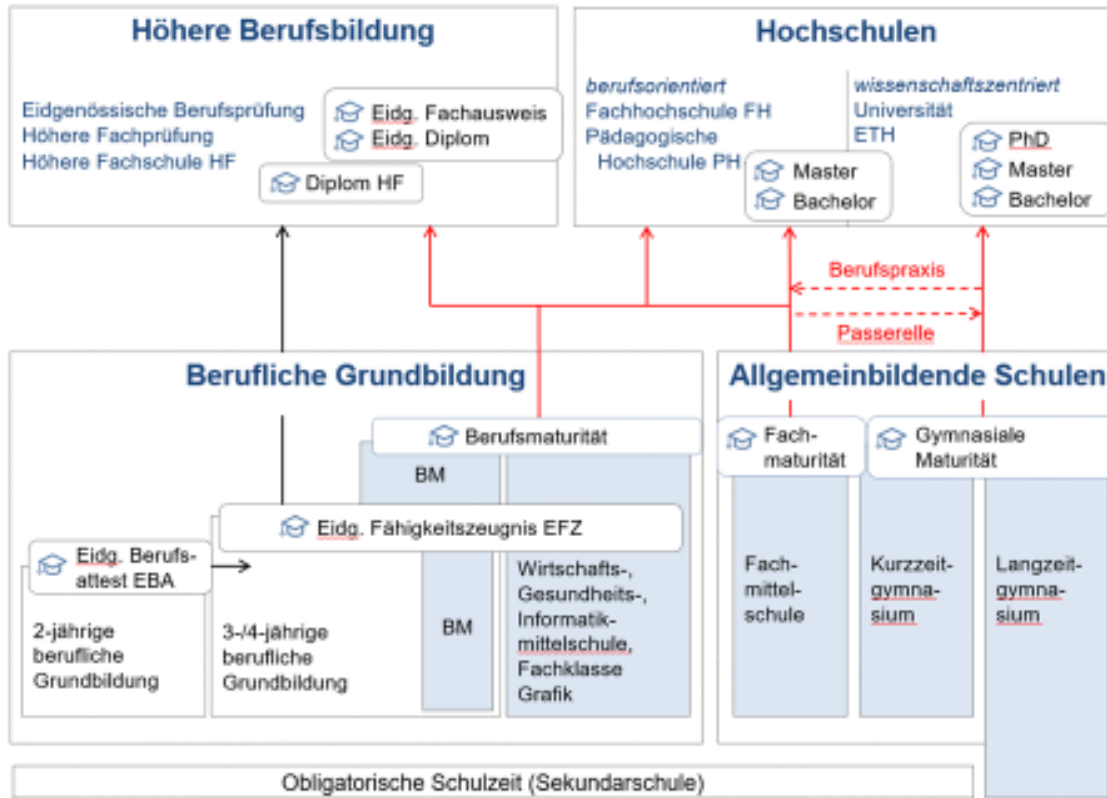 Höhere Berufsbildung
Eidgenössische Berufsprüfung
Höhere Fachprüfung
Höhere Fachschule HF
Eidg. Fachausweis
Eidg. Diplom
Diplom HF
Hochschulen
berufsorientiert
Fachhochschule FH
Pädagogische
Hochschule PH
Master
Bachelor
wissenschaftszentriert
Universität
ETH
PhD
Master
Bachelor
Berufspraxis
Passerelle
Berufliche Grundbildung
Berufsmaturität
BM
Eidg. Fähigkeitszeugnis EFZ
Eidg. Berufs-
attest EBA
2-jährige
berufliche
Grundbildung
3-/4-jährige
berufliche
Grundbildung
BM
Wirtschafts-,
Gesundheits-,
Informatik-
mittelschule,
Fachklasse
Grafik
Allgemeinbildende Schulen
Fach-
maturität
Gymnasiale
Maturität
Fach-
mittel-
schule
Kurzzeit-
gymna-
sium
Langzeit-
gymna-
sium
Obligatorische Schulzeit (Sekundarschule)